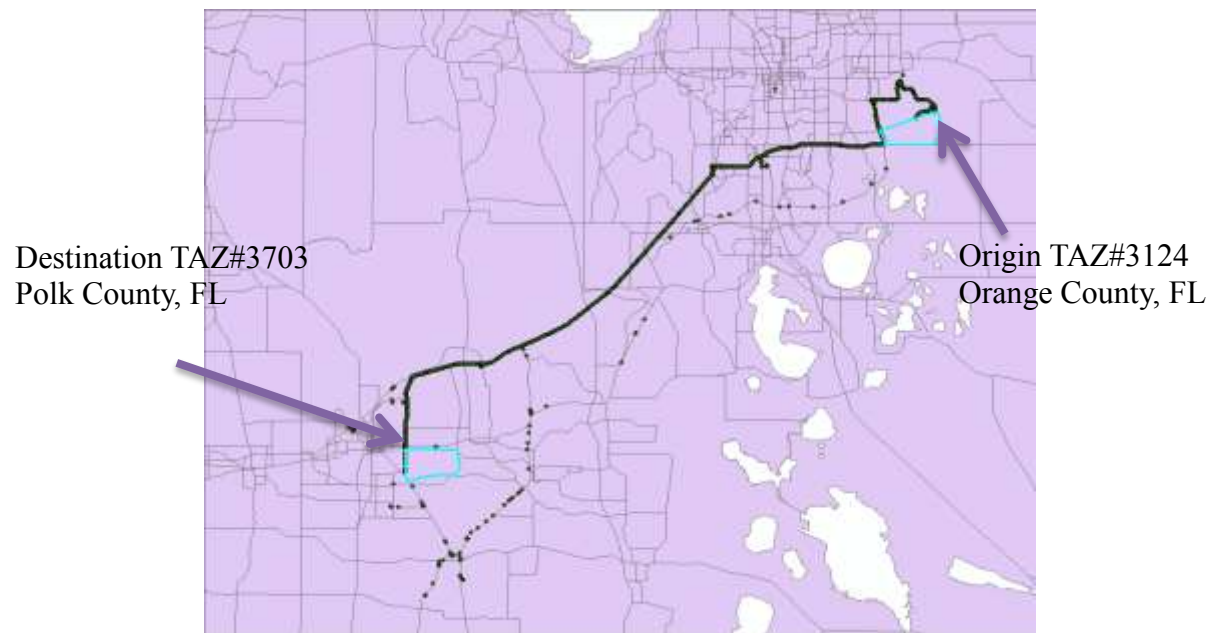 Destination TAZ#3703
Polk County, FL
Origin TAZ#3124
Orange County, FL